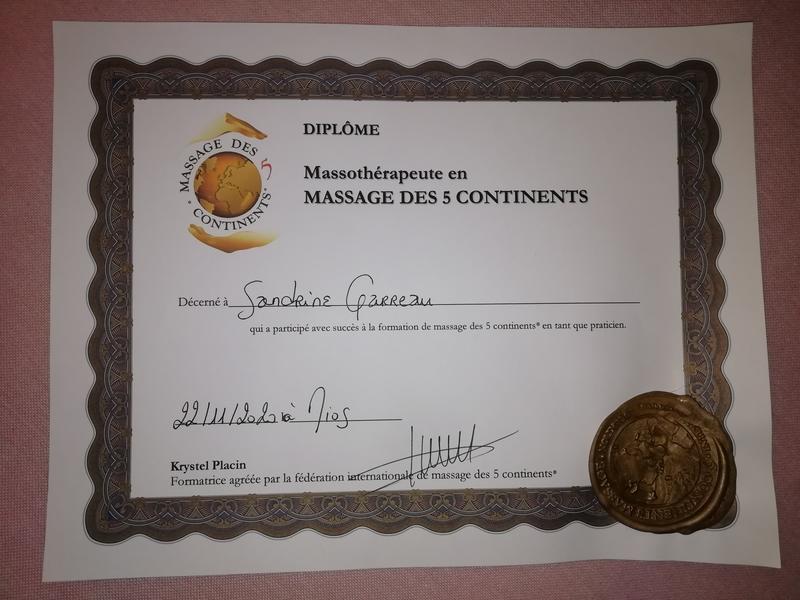 MASSAGE DES 5
CONTINENTS
DIPLÔME
Massothérapeute en
MASSAGE DES 5 CONTINENTS
Décerné à Sandrine Garreau
qui a participé avec succès à la formation de massage des 5 continents* en tant que praticien.
22/11/2020 à Mios
Krystel Placin
Formatrice agréée par la fédération internationale de massage des 5 continents*